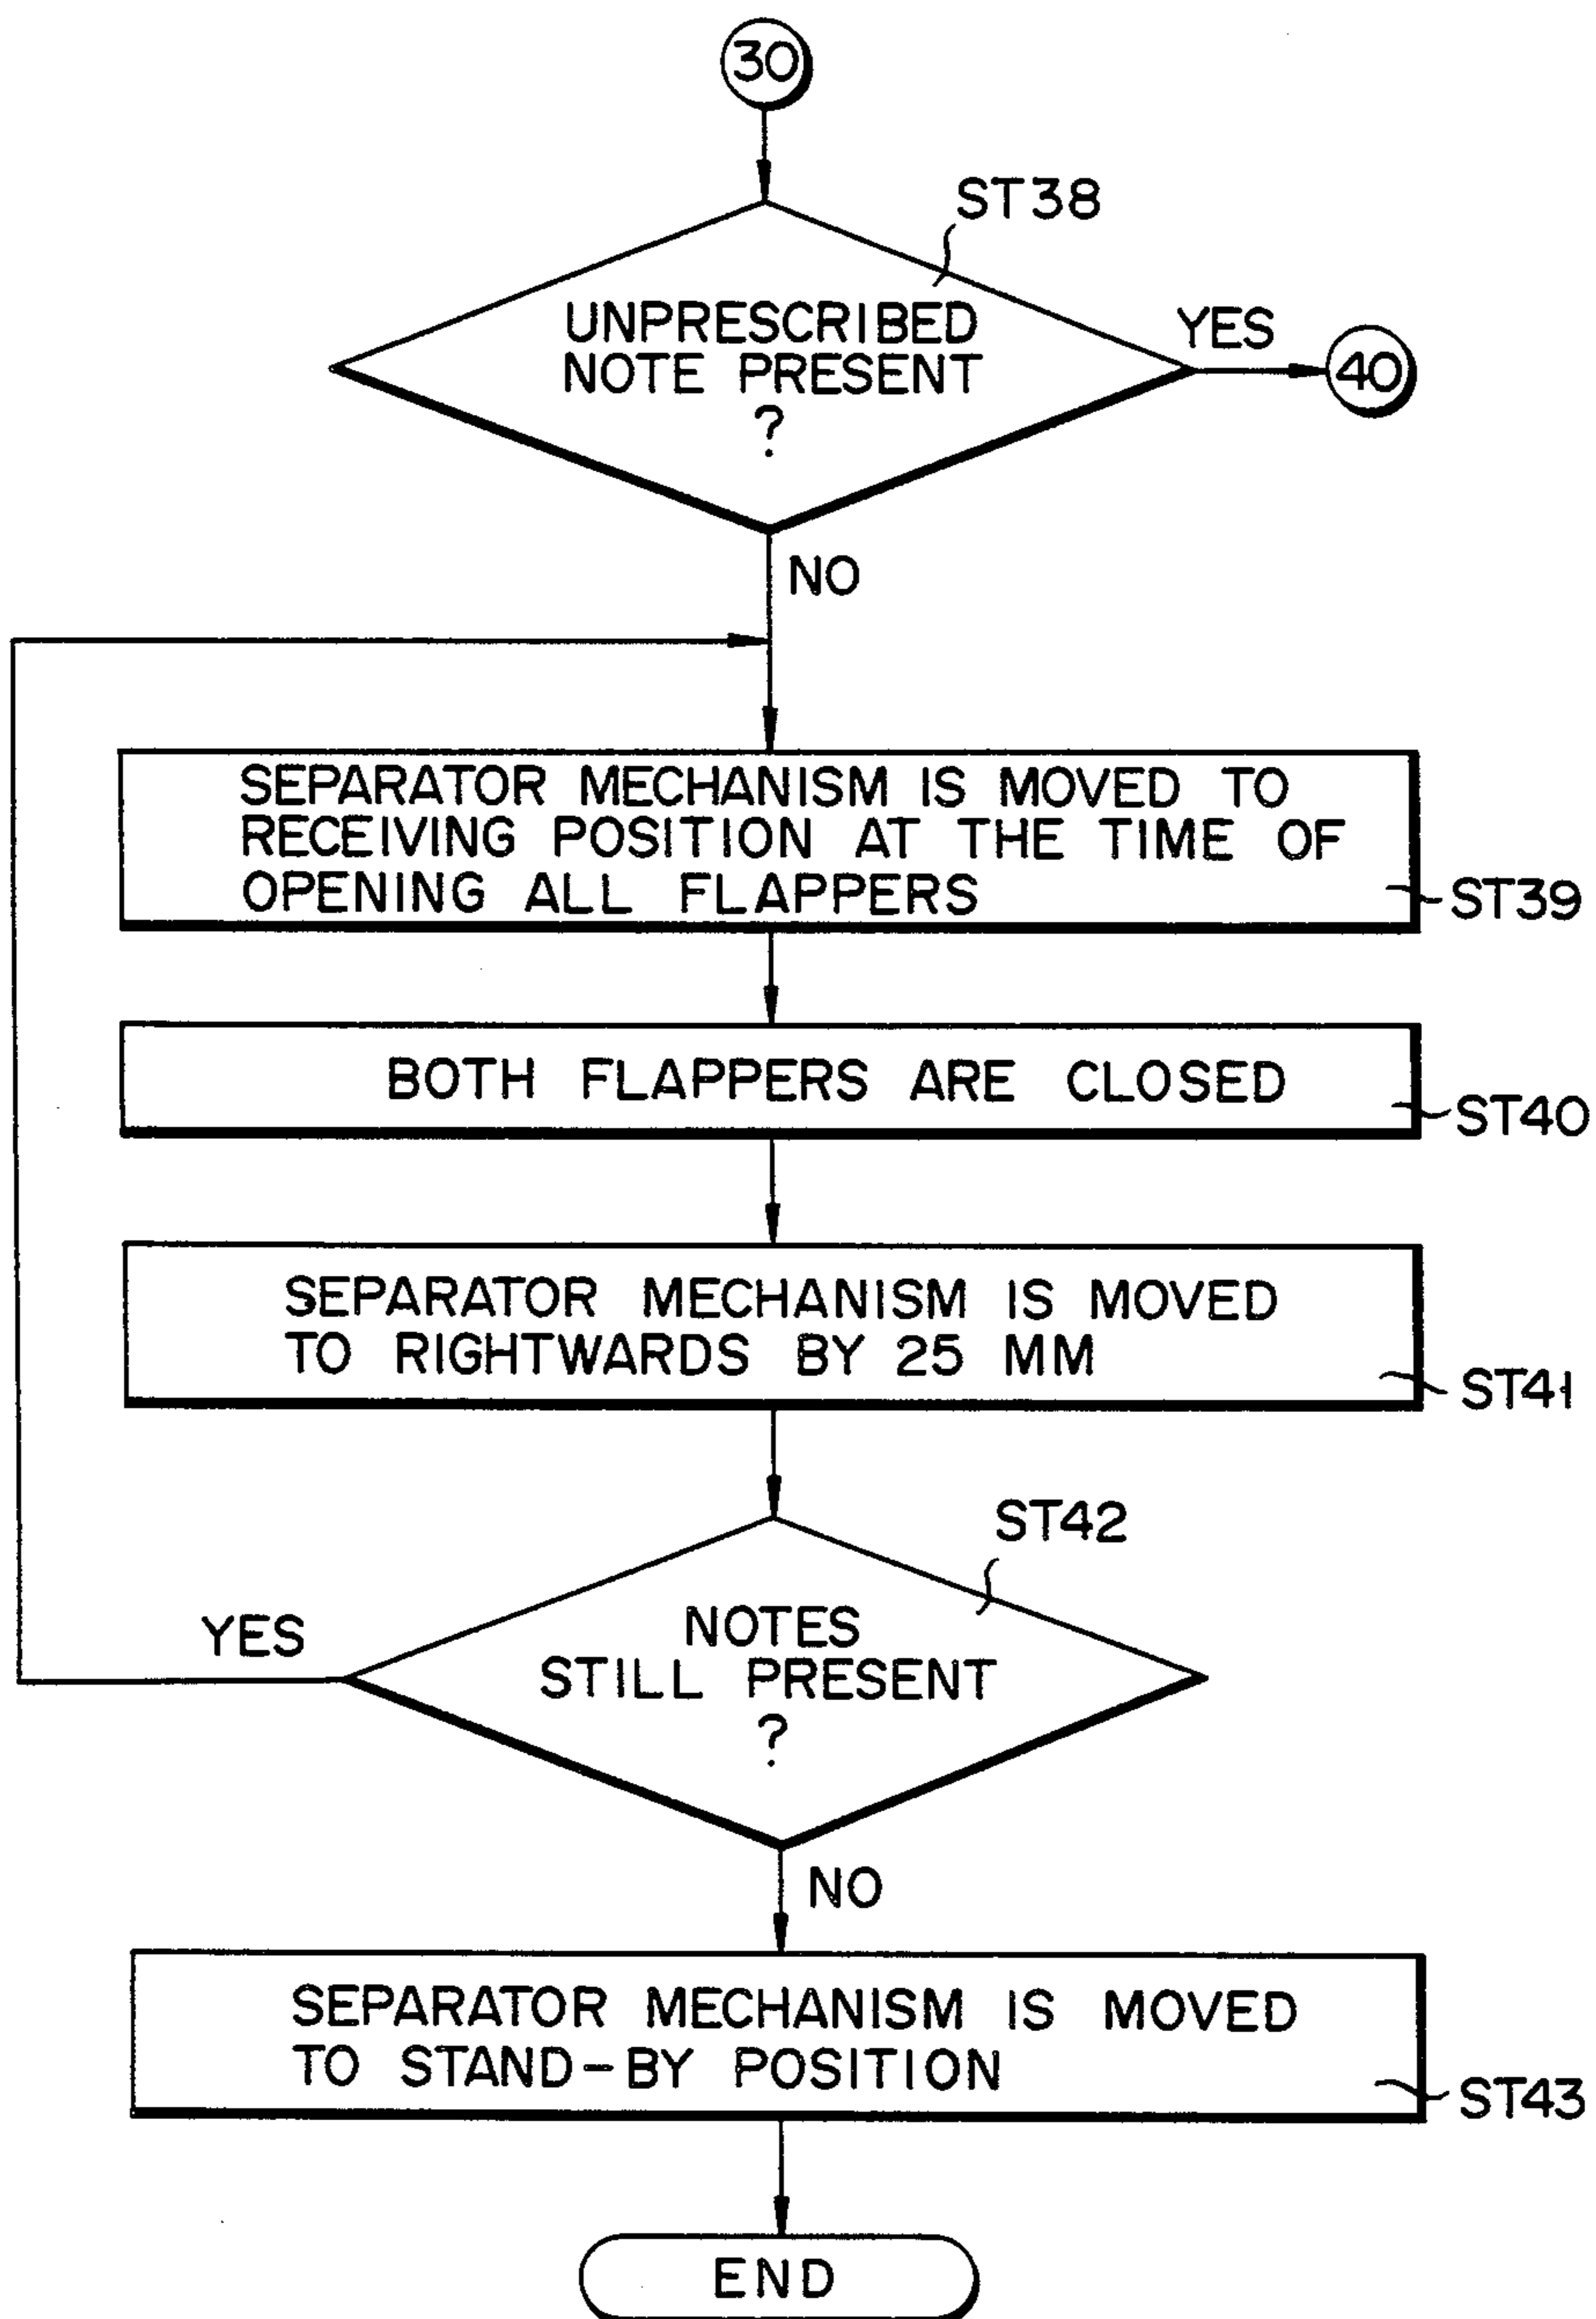 30
ST38
UNPRESCRIBED
NOTE PRESENT
?
YES
40
NO
SEPARATOR MECHANISM IS MOVED TO
RECEIVING POSITION AT THE TIME OF
OPENING ALL FLAPPERS
ST39
BOTH FLAPPERS ARE CLOSED
ST40
SEPARATOR MECHANISM IS MOVED
TO RIGHTWARDS BY 25 MM
ST41
ST42
YES
NOTES
STILL PRESENT
?
NO
SEPARATOR MECHANISM IS MOVED
TO STAND-BY POSITION
ST43
END